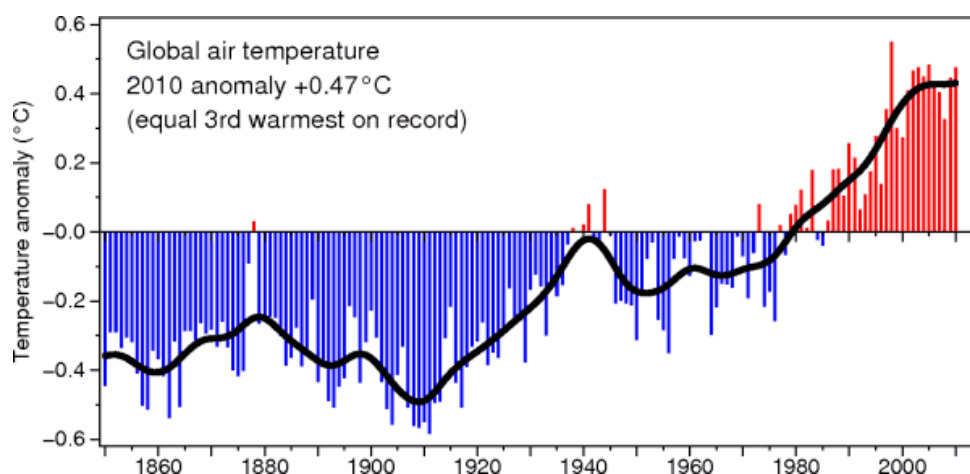 Global air temperature
2010 anomaly +0.47°C
(equal 3rd warmest on record)
Temperature anomaly (°C)
0.6
0.4
0.2
-0.0
-0.2
-0.4
-0.6
1860 1880 1900 1920 1940 1960 1980 2000